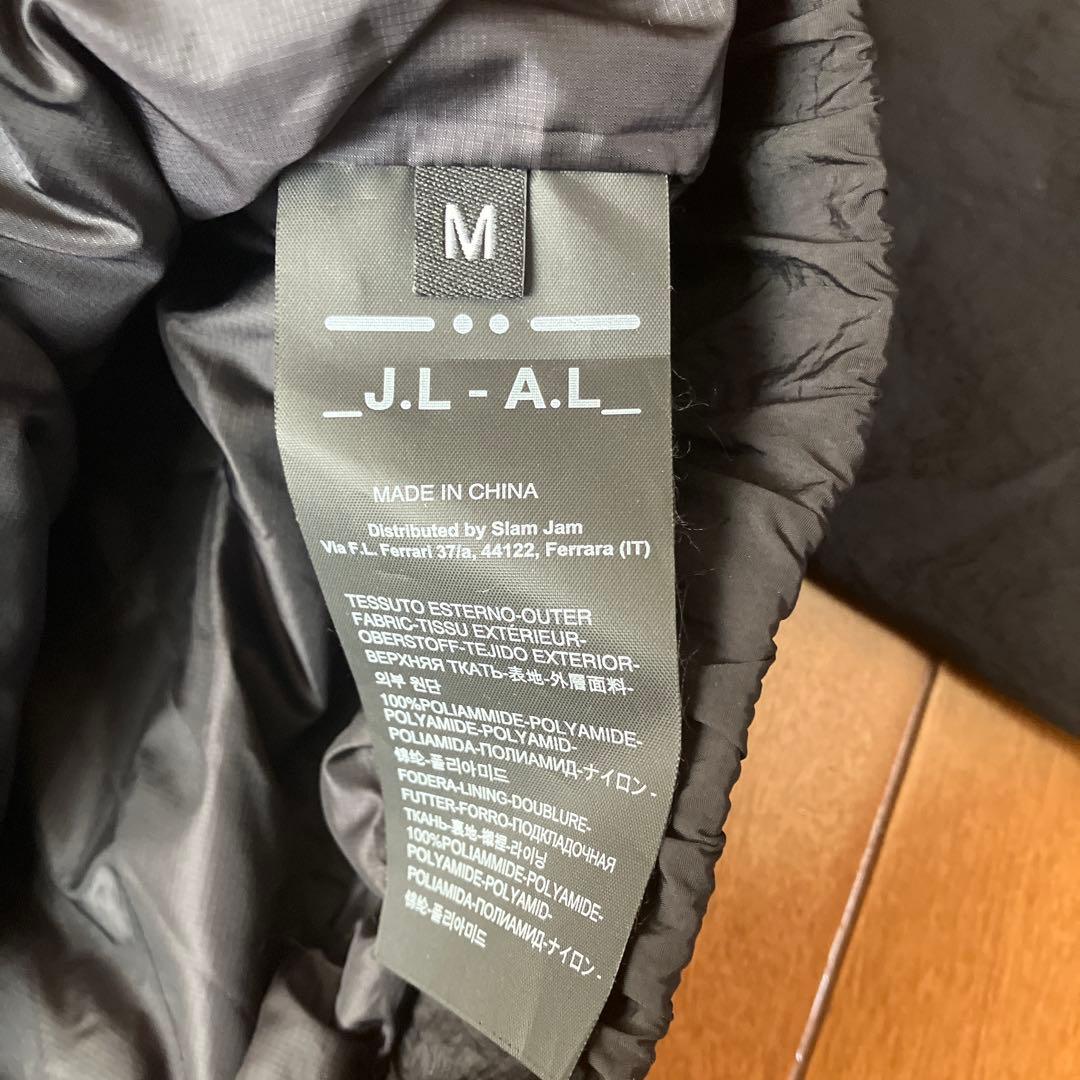 M
_J.L - A.L_
MADE IN CHINA
Distributed by Slam Jam
Via F.L. Ferrari 37/a, 44122, Ferrara (IT)
TESSUTO ESTERNO-OUTER
FABRIC-TISSU EXTERIEUR-
OBERSTOFF-TEJIDO EXTERIOR-
ВЕРХНЯЯ ТКАТЬ-表地-外層面料-
외부 원단
100%POLIAMMIDE-POLYAMIDE-
POLYAMIDE-POLYAMID-
POLIAMIDA-ПОЛИАМИД-ナイロン -
锦纶-폴리아미드
FODERA-LINING-DOUBLURE-
FUTTER-FORRO-ПОДКЛАДОЧНАЯ
ТКАНЬ-裏地-襯裡-라이닝
100%POLIAMMIDE-POLYAMIDE-
POLYAMIDE-POLYAMID-
POLIAMIDA-ПОЛИАМИД-ナイロン -
锦纶-폴리아미드